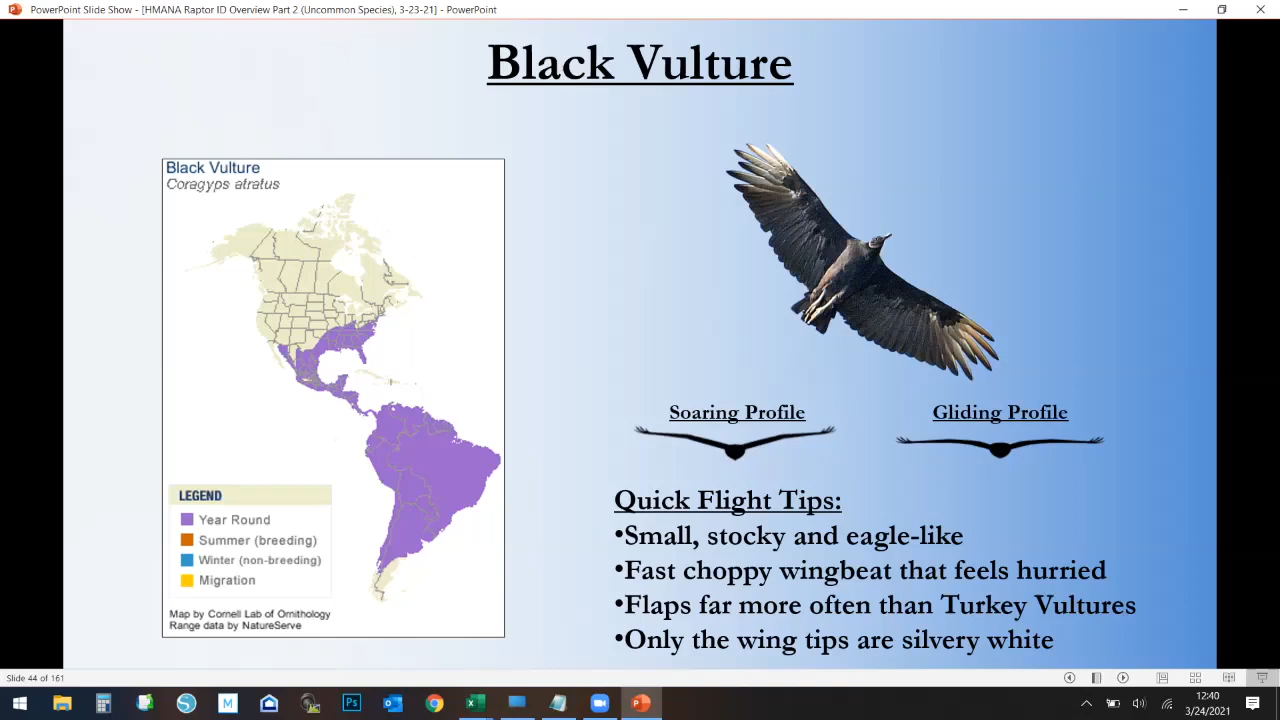 PowerPoint Slide Show - [HMANA Raptor ID Overview Part 2 (Uncommon Species), 3-23-21] - PowerPoint
Black Vulture
Black Vulture
Coragyps atratus
LEGEND
Year Round
Summer (breeding)
Winter (non-breeding)
Migration
Map by Cornell Lab of Ornithology
Range data by NatureServe
Soaring Profile
Gliding Profile
Quick Flight Tips:
•Small, stocky and eagle-like
•Fast choppy wingbeat that feels hurried
•Flaps far more often than Turkey Vultures
•Only the wing tips are silvery white
Slide 44 of 161
M
Ps
12:40
3/24/2021